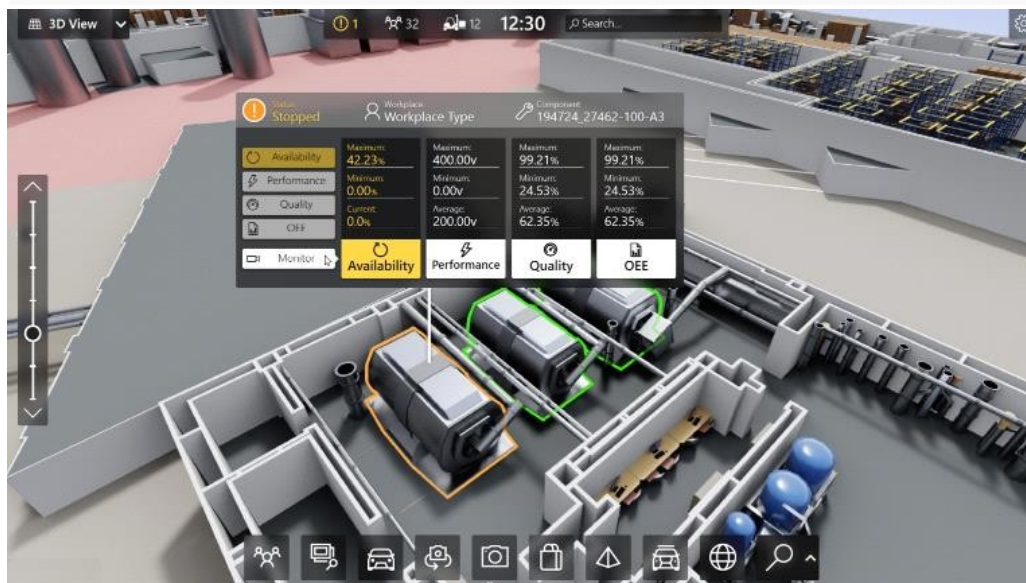 3D View
1
32
12
12:30
Search...
Status:
Stopped
Workplace
Workplace Type
Component
194724_27462-100-A3
Availability
Performance
Quality
OEE
Monitor
Maximum:
42.23%
Minimum:
0.00%
Current:
0.0%
Availability
Maximum:
400.00v
Minimum:
0.00v
Average:
200.00v
Performance
Maximum:
99.21%
Minimum:
24.53%
Average:
62.35%
Quality
Maximum:
99.21%
Minimum:
24.53%
Average:
62.35%
OEE